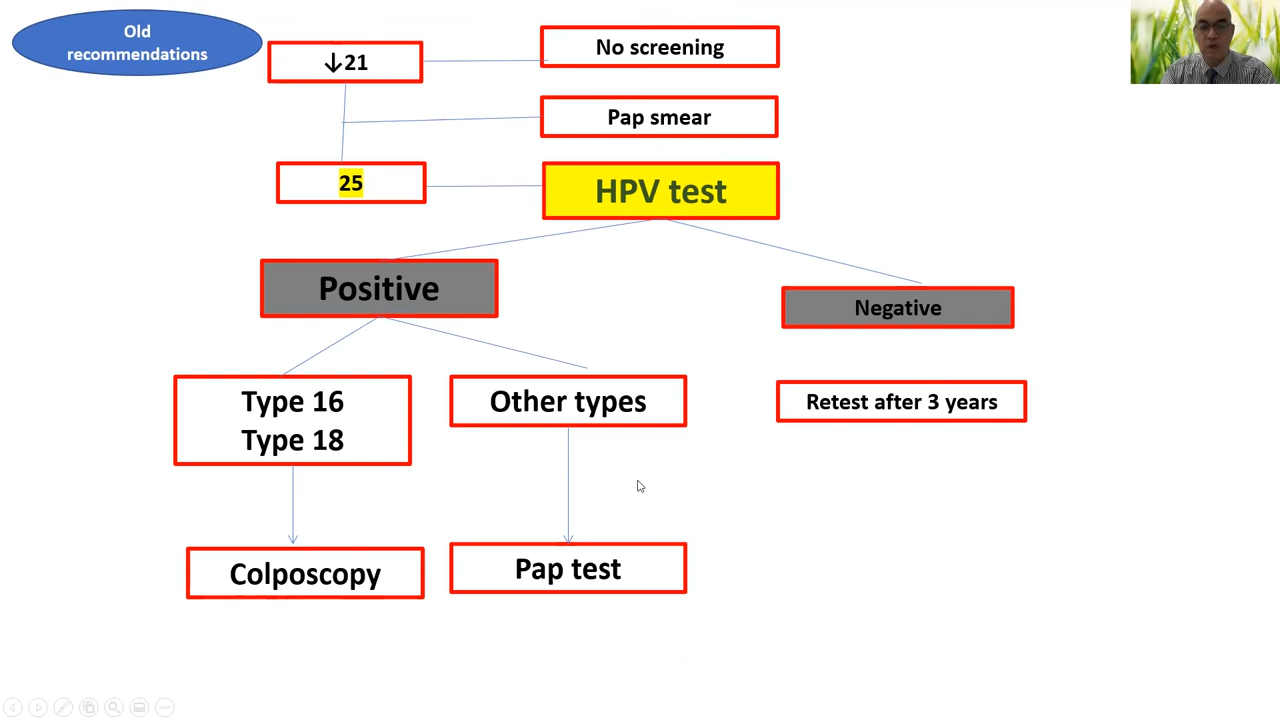 Old
recommendations
↓21
No screening
Pap smear
25
HPV test
Positive
Negative
Type 16
Type 18
Other types
Retest after 3 years
Colposcopy
Pap test